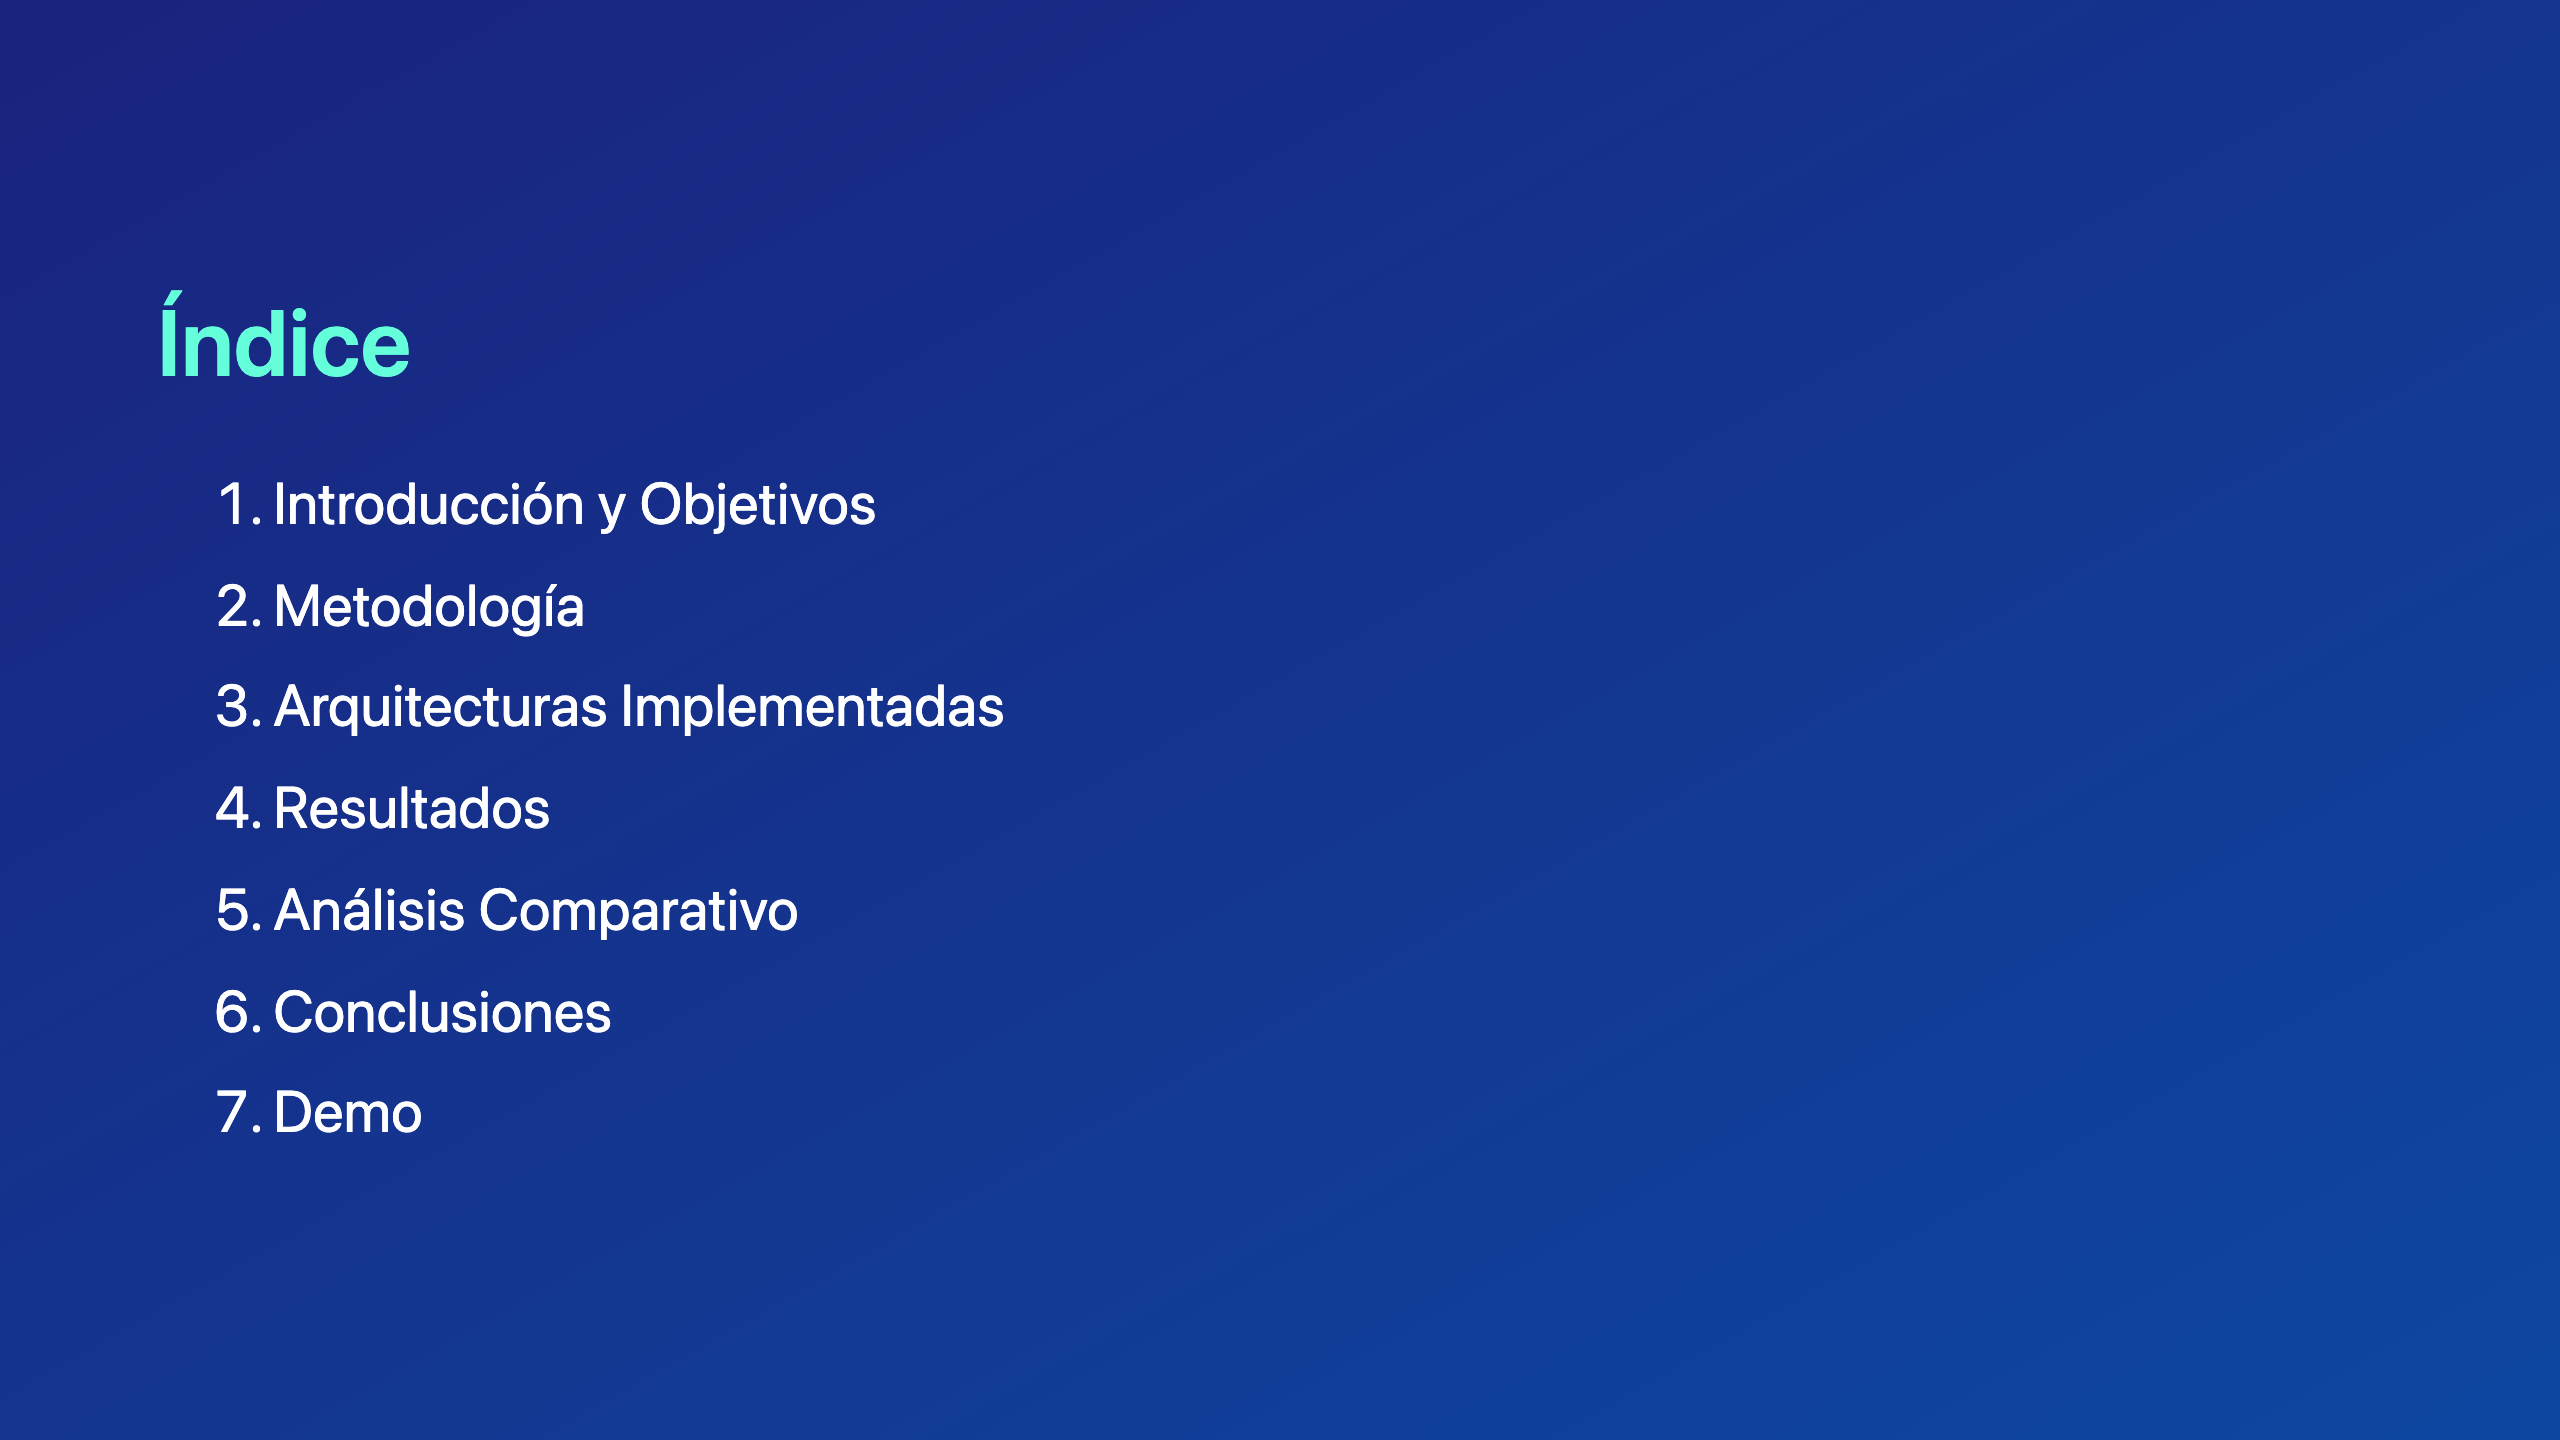 Índice
1. Introducción y Objetivos
2. Metodología
3. Arquitecturas Implementadas
4. Resultados
5. Análisis Comparativo
6. Conclusiones
7. Demo